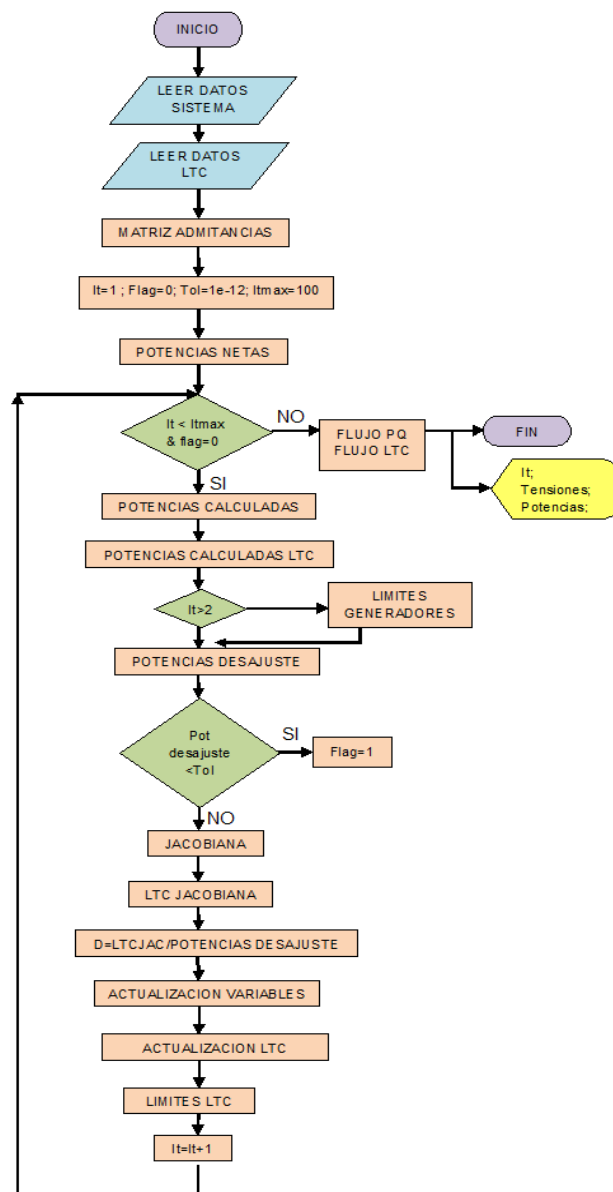 INICIO
LEER DATOS
SISTEMA
LEER DATOS
LTC
MATRIZ ADMITANCIAS
It=1 ; Flag=0; Tol=1e-12; Itmax=100
POTENCIAS NETAS
It < Itmax
& flag=0
NO
FLUJO PQ
FLUJO LTC
FIN
It;
Tensiones;
Potencias;
SI
POTENCIAS CALCULADAS
POTENCIAS CALCULADAS LTC
It>2
LIMITES
GENERADORES
POTENCIAS DESAJUSTE
Pot
desajuste
<Tol
SI
Flag=1
NO
JACOBIANA
LTC JACOBIANA
D=LTCJAC/POTENCIAS DESAJUSTE
ACTUALIZACION VARIABLES
ACTUALIZACION LTC
LIMITES LTC
It=It+1